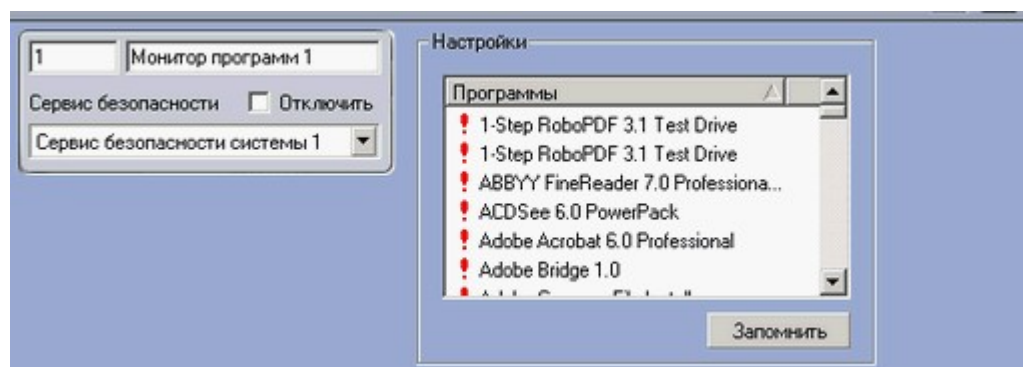 1
Монитор программ 1
Сервис безопасности
Отключить
Сервис безопасности системы 1
Настройки
Программы
1-Step RoboPDF 3.1 Test Drive
1-Step RoboPDF 3.1 Test Drive
ABBYY FineReader 7.0 Professiona...
ACDSee 6.0 PowerPack
Adobe Acrobat 6.0 Professional
Adobe Bridge 1.0
Запомнить